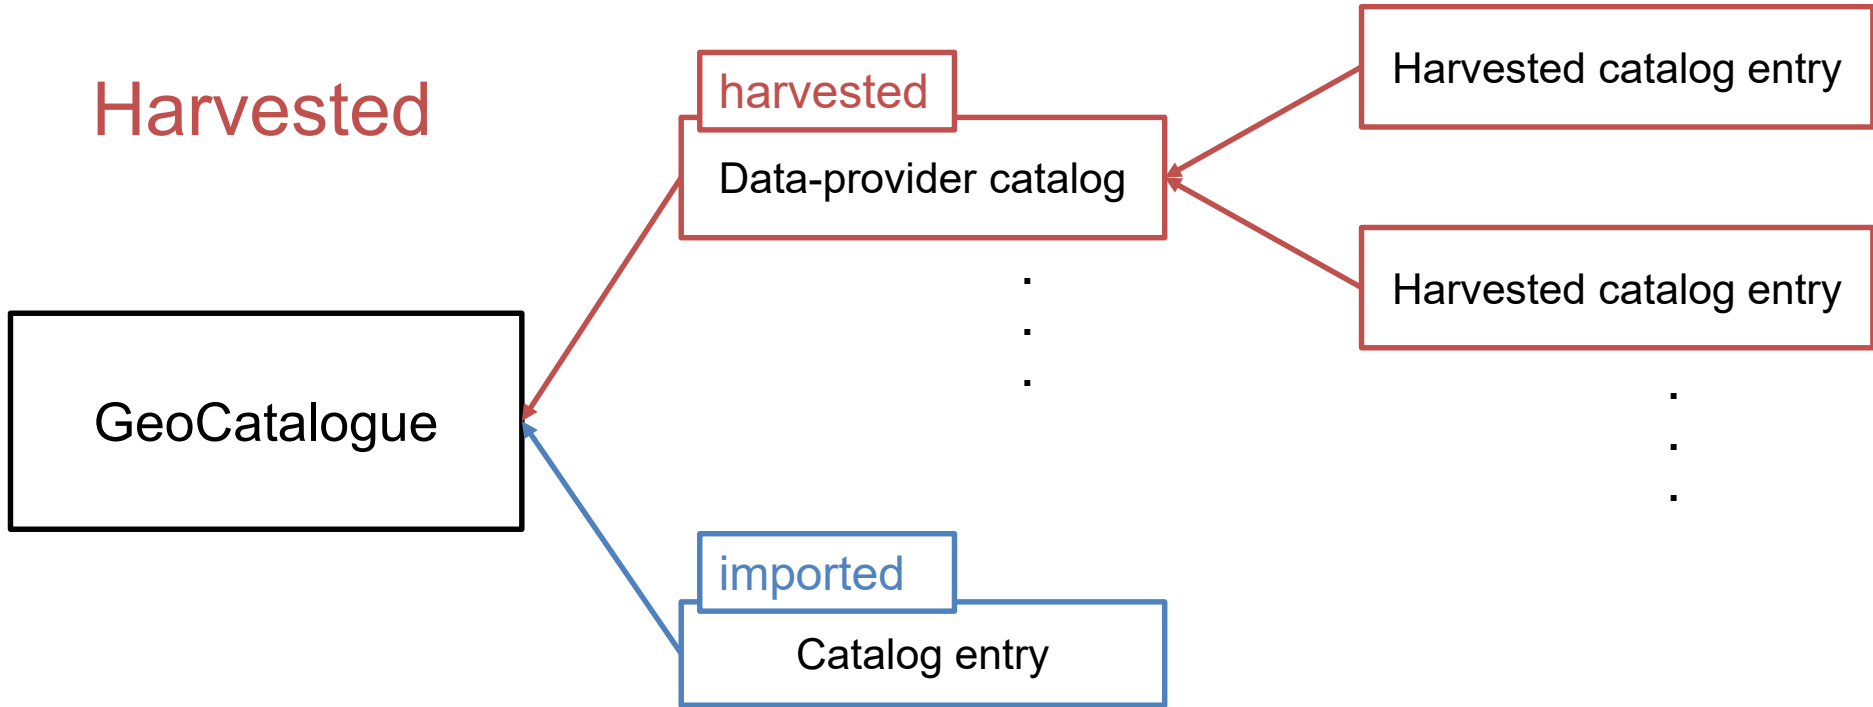 Harvested
harvested
Data-provider catalog
Harvested catalog entry
Harvested catalog entry
.
.
.
.
.
.
GeoCatalogue
imported
Catalog entry